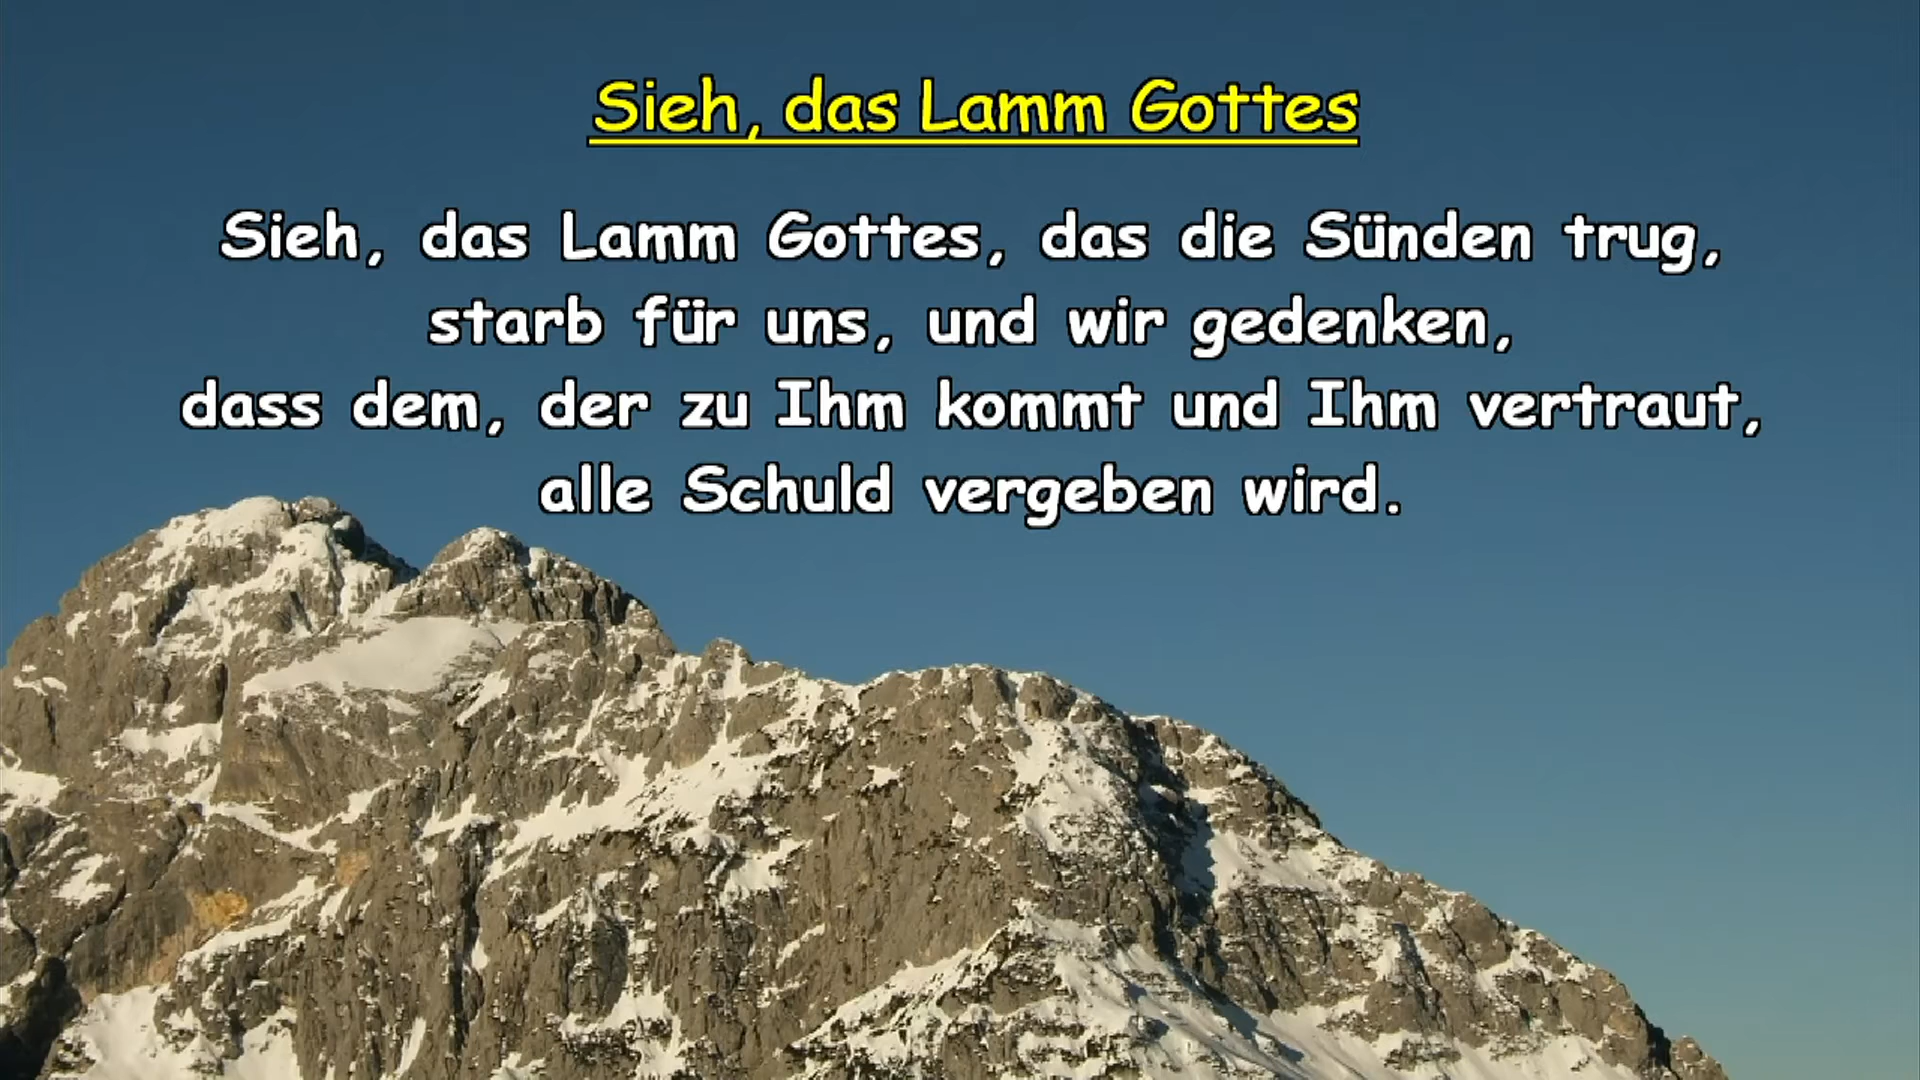 Sieh, das Lamm Gottes
Sieh, das Lamm Gottes, das die Sünden trug,
starb für uns, und wir gedenken,
dass dem, der zu Ihm kommt und Ihm vertraut,
alle Schuld vergeben wird.